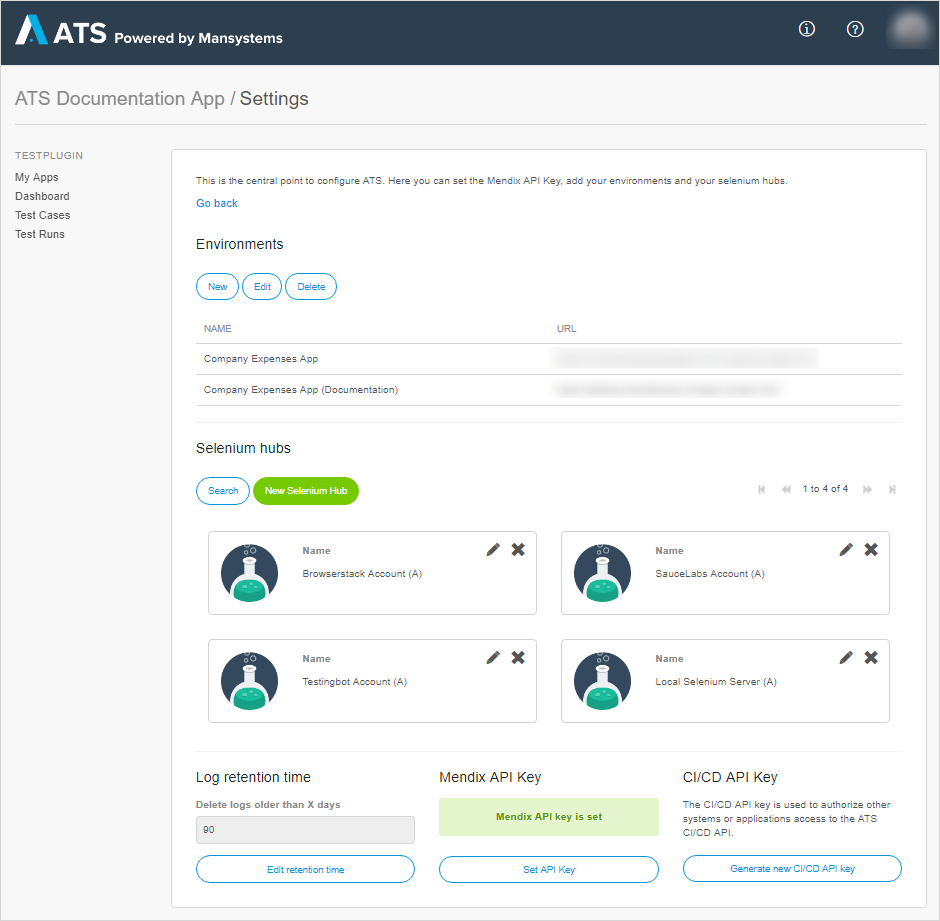 ATS Powered by Mansystems
ATS Documentation App / Settings
TESTPLUGIN
My Apps
Dashboard
Test Cases
Test Runs
This is the central point to configure ATS. Here you can set the Mendix API Key, add your environments and your selenium hubs.
Go back
Environments
New Edit Delete
NAME URL
Company Expenses App
Company Expenses App (Documentation)
Selenium hubs
Search New Selenium Hub 1 to 4 of 4
Name
Browserstack Account (A)
Name
SauceLabs Account (A)
Name
Testingbot Account (A)
Name
Local Selenium Server (A)
Log retention time
Delete logs older than X days
90
Edit retention time
Mendix API Key
Mendix API key is set
Set API Key
CI/CD API Key
The CI/CD API key is used to authorize other
systems or applications access to the ATS
CI/CD API.
Generate new CI/CD API key